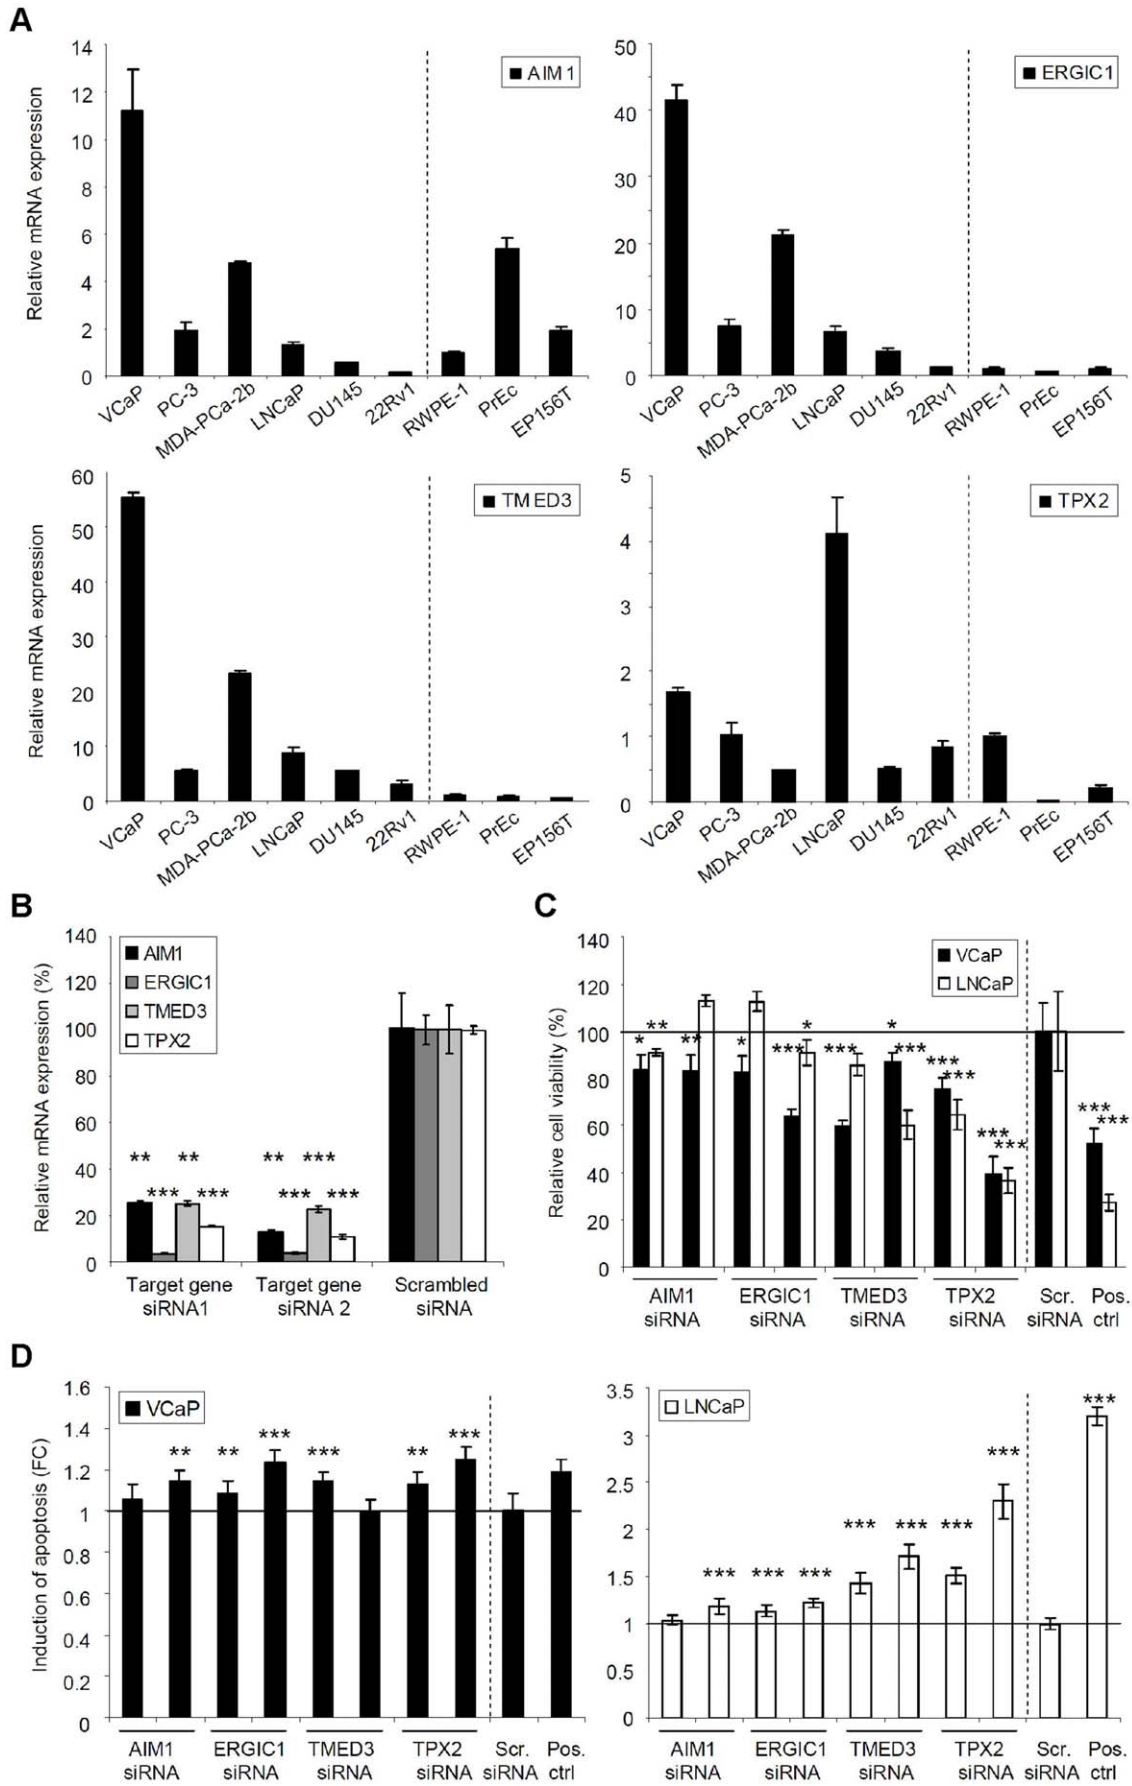 A
14
12
10
8
6
4
2
0
Relative mRNA expression
AIM1
VCaP
PC-3
MDA-PCa-2b
LNCaP
DU145
22Rv1
RWPE-1
PrEc
EP156T
50
40
30
20
10
0
ERGIC1
VCaP
PC-3
MDA-PCa-2b
LNCaP
DU145
22Rv1
RWPE-1
PrEc
EP156T
60
50
40
30
20
10
0
Relative mRNA expression
TMED3
VCaP
PC-3
MDA-PCa-2b
LNCaP
DU145
22Rv1
RWPE-1
PrEc
EP156T
5
4
3
2
1
0
TPX2
VCaP
PC-3
MDA-PCa-2b
LNCaP
DU145
22Rv1
RWPE-1
PrEc
EP156T
B
140
120
100
80
60
40
20
0
Relative mRNA expression (%)
AIM1
ERGIC1
TMED3
TPX2
** ** ** ***
*** *** *** ***
Target gene
siRNA1
Target gene
siRNA 2
Scrambled
siRNA
C
140
120
100
80
60
40
20
0
Relative cell viability (%)
VCaP
LNCaP
* ** ** * *** * *** * *** *** *** *** *** *** ***
AIM1
siRNA
ERGIC1
siRNA
TMED3
siRNA
TPX2
siRNA
Scr.
siRNA
Pos.
ctrl
D
1.6
1.4
1.2
1
0.8
0.6
0.4
0.2
0
Induction of apoptosis (FC)
VCaP
** ** *** *** ** ***
AIM1
siRNA
ERGIC1
siRNA
TMED3
siRNA
TPX2
siRNA
Scr.
siRNA
Pos.
ctrl
3.5
3
2.5
2
1.5
1
0.5
0
LNCaP
*** *** *** *** *** *** *** ***
AIM1
siRNA
ERGIC1
siRNA
TMED3
siRNA
TPX2
siRNA
Scr.
siRNA
Pos.
ctrl